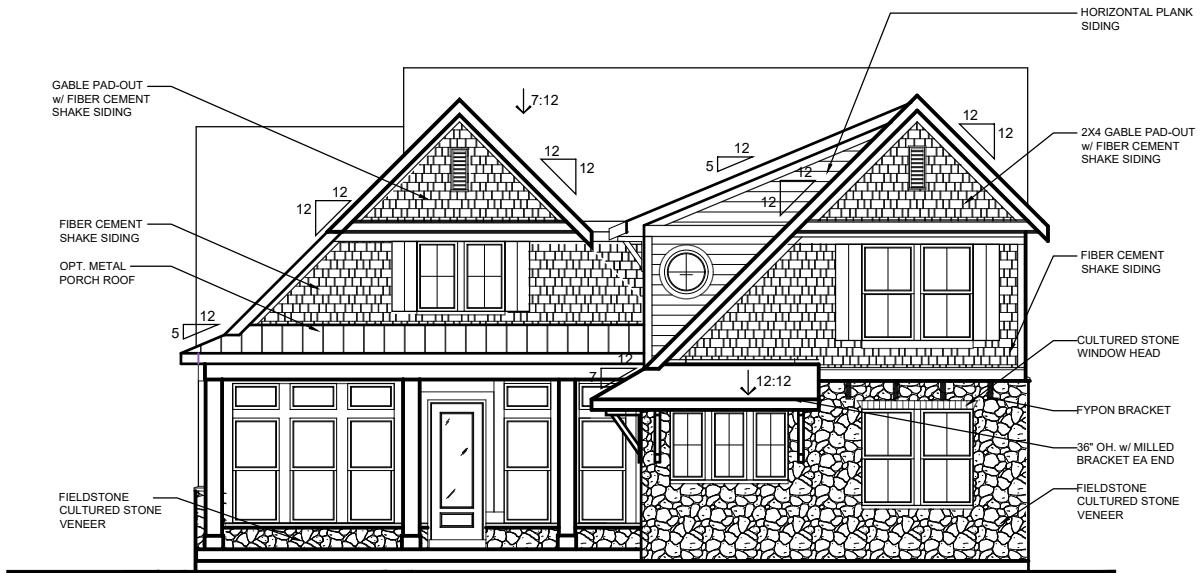 HORIZONTAL PLANK
SIDING
GABLE PAD-OUT
w/ FIBER CEMENT
SHAKE SIDING
7:12
12
12
12
5
12
12
12
12
12
12
2X4 GABLE PAD-OUT
w/ FIBER CEMENT
SHAKE SIDING
FIBER CEMENT
SHAKE SIDING
OPT. METAL
PORCH ROOF
FIBER CEMENT
SHAKE SIDING
12
5
12
7
12:12
CULTURED STONE
WINDOW HEAD
FYPON BRACKET
36" OH. w/ MILLED
BRACKET EA END
FIELDSTONE
CULTURED STONE
VENEER
FIELDSTONE
CULTURED STONE
VENEER